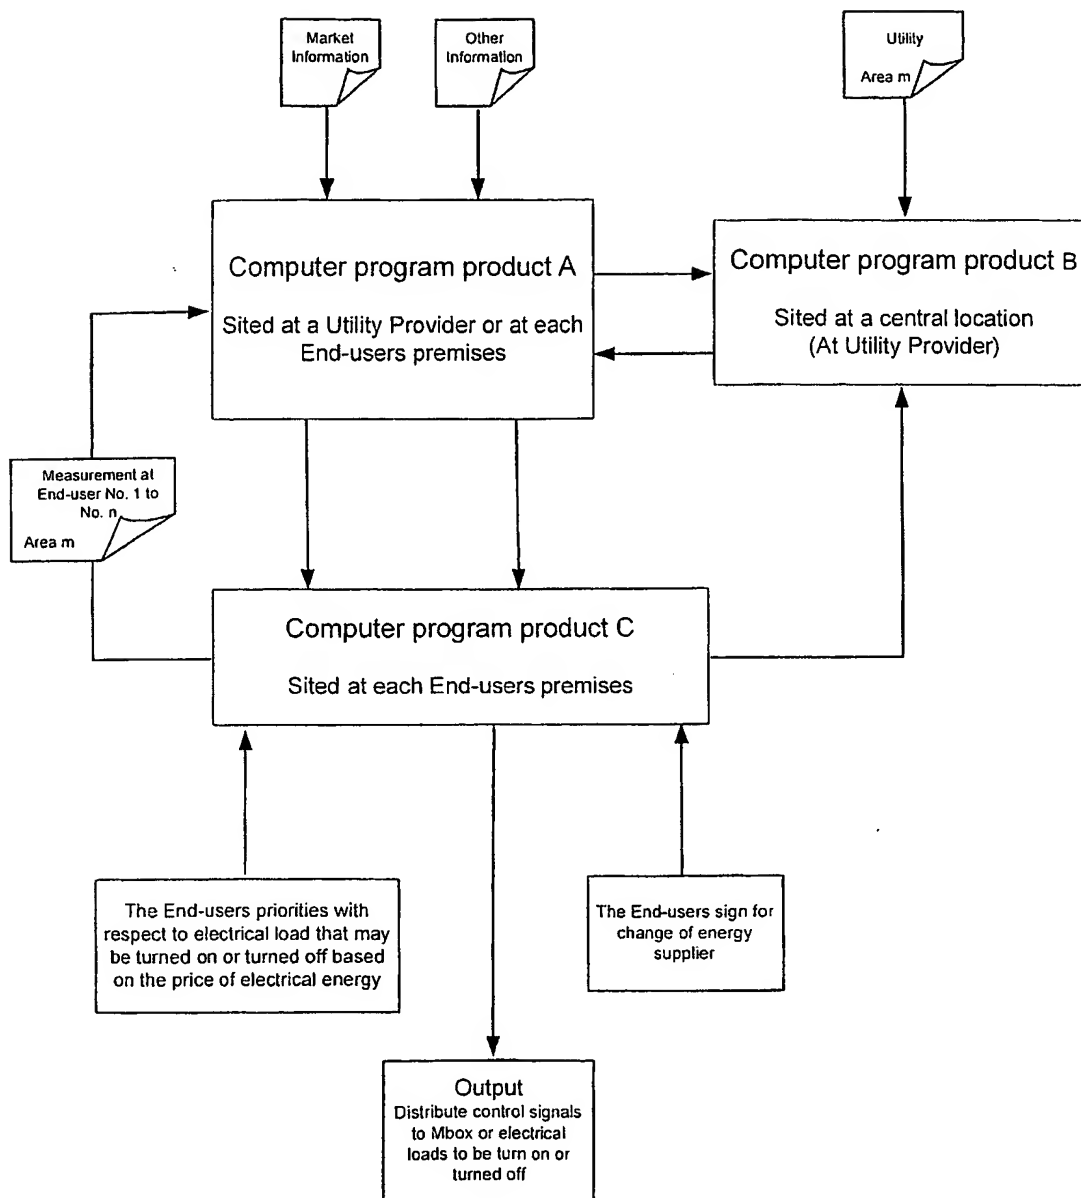 Market
Information
Other
Information
Utility
Area m
Computer program product A
Sited at a Utility Provider or at each
End-users premises
Computer program product B
Sited at a central location
(At Utility Provider)
Measurement at
End-user No. 1 to
No. n
Area m
Computer program product C
Sited at each End-users premises
The End-users priorities with
respect to electrical load that may
be turned on or turned off based
on the price of electrical energy
The End-users sign for
change of energy
supplier
Output
Distribute control signals
to Mbox or electrical
loads to be turn on or
turned off